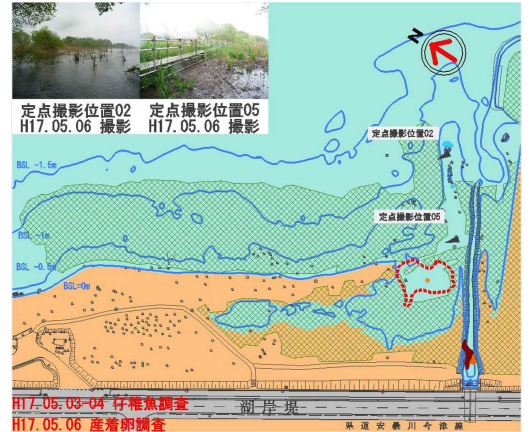 定点撮影位置02
H17.05.06 撮影
定点撮影位置05
H17.05.06 撮影
N
定点撮影位置02
BSL -1.5m
定点撮影位置05
BSL -1m
BSL -0.5m
BSL=0m
H17.05.03-04 仔稚魚調査
湖岸堤
H17.05.06 産着卵調査
県道安曇川今津線